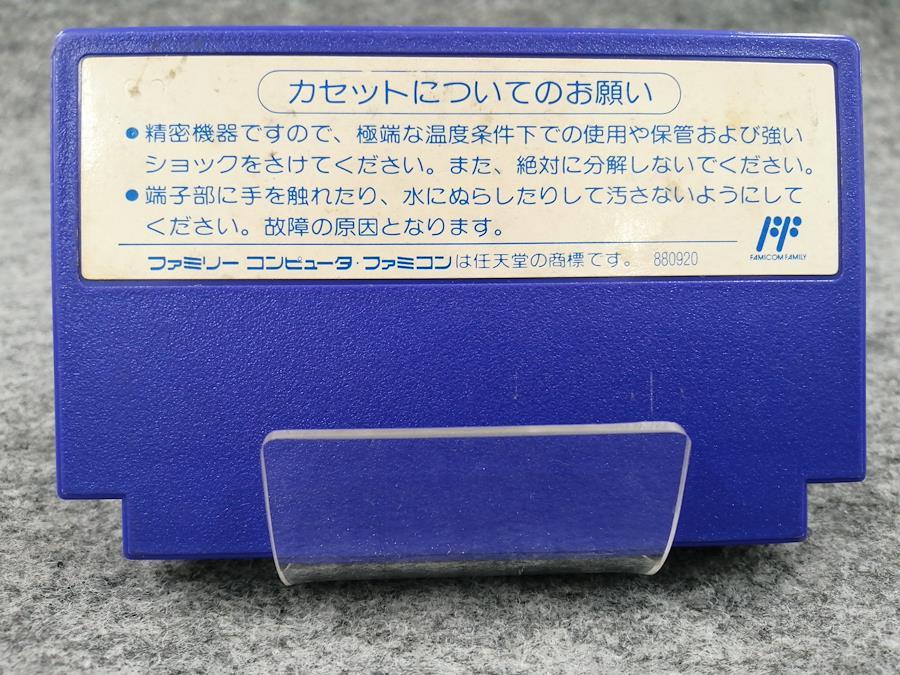 カセットについてのお願い
●精密機器ですので、極端な温度条件下での使用や保管および強い
ショックをさけてください。また、絶対に分解しないでください。
●端子部に手を触れたり、水にぬらしたりして汚さないようにして
ください。故障の原因となります。
FF
FAMICOM FAMILY
ファミリー コンピュータ・ファミコンは任天堂の商標です。 880920